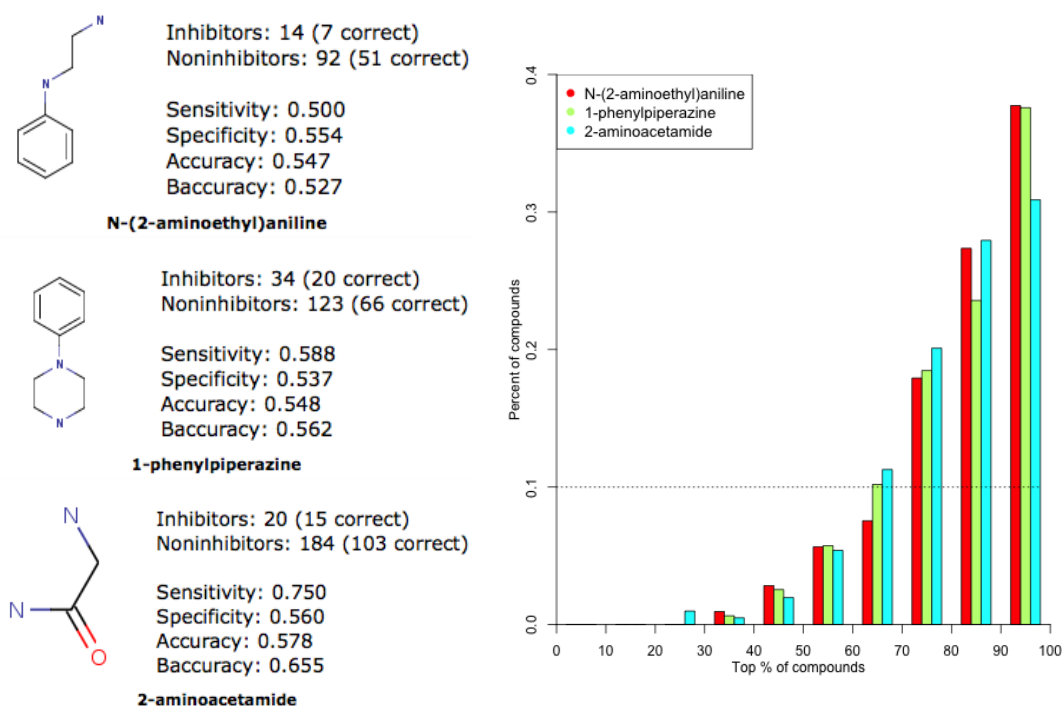 N
N
Inhibitors: 14 (7 correct)
Noninhibitors: 92 (51 correct)
Sensitivity: 0.500
Specificity: 0.554
Accuracy: 0.547
Baccuracy: 0.527
N-(2-aminoethyl)aniline
N
N
Inhibitors: 34 (20 correct)
Noninhibitors: 123 (66 correct)
Sensitivity: 0.588
Specificity: 0.537
Accuracy: 0.548
Baccuracy: 0.562
1-phenylpiperazine
N
N
O
Inhibitors: 20 (15 correct)
Noninhibitors: 184 (103 correct)
Sensitivity: 0.750
Specificity: 0.560
Accuracy: 0.578
Baccuracy: 0.655
2-aminoacetamide
N-(2-aminoethyl)aniline
1-phenylpiperazine
2-aminoacetamide
Percent of compounds
0.4
0.3
0.2
0.1
0.0
0 10 20 30 40 50 60 70 80 90 100
Top % of compounds